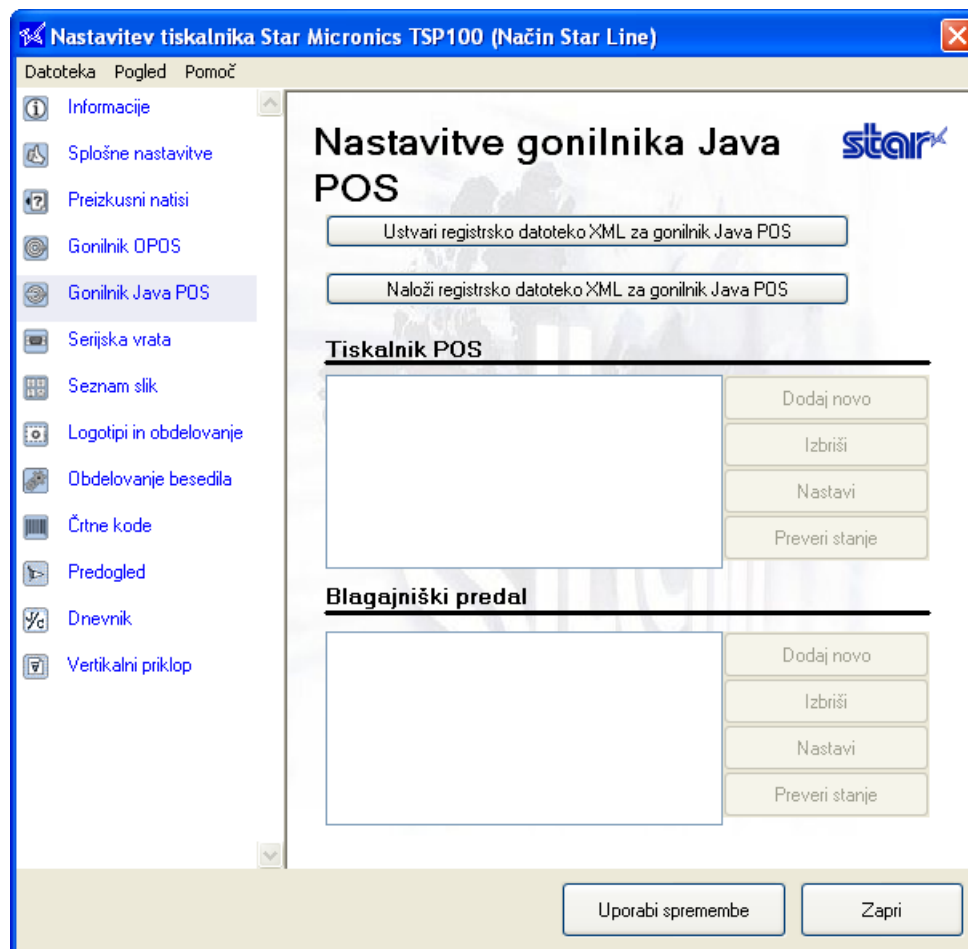 Nastavitev tiskalnika Star Micronics TSP100 (Način Star Line)
Datoteka Pogled Pomoč
Informacije
Splošne nastavitve
Preizkusni natisi
Gonilnik OPOS
Gonilnik Java POS
Serijska vrata
Seznam slik
Logotipi in obdelovanje
Obdelovanje besedila
Črtne kode
Predogled
Dnevnik
Vertikalni priklop
Nastavitve gonilnika Java
POS
star
Ustvari registrsko datoteko XML za gonilnik Java POS
Naloži registrsko datoteko XML za gonilnik Java POS
Tiskalnik POS
Dodaj novo
Izbriši
Nastavi
Preveri stanje
Blagajniški predal
Dodaj novo
Izbriši
Nastavi
Preveri stanje
Uporabi spremembe
Zapri